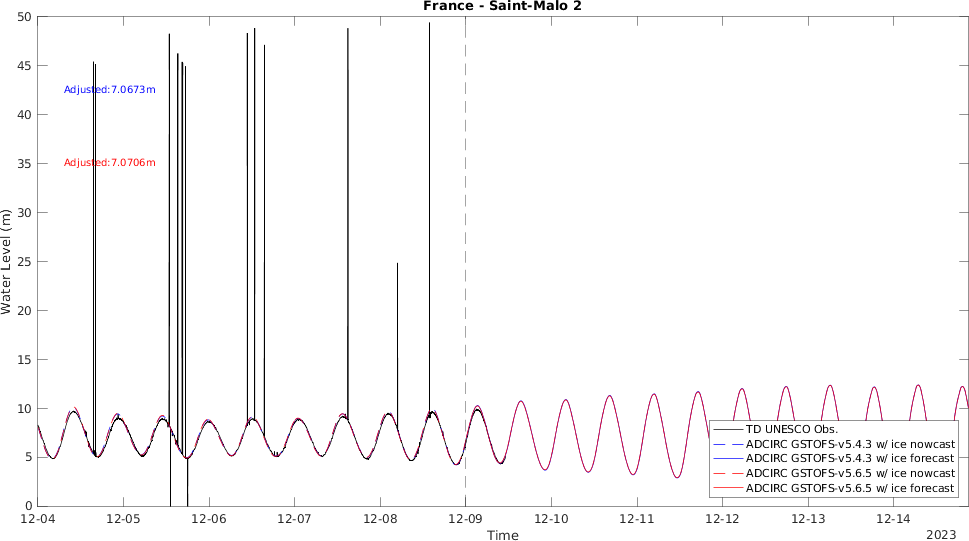 France - Saint-Malo 2
50
45
40
35
30
25
20
15
10
5
0
Water Level (m)
Adjusted:7.0673m
Adjusted:7.0706m
TD UNESCO Obs.
ADCIRC GSTOFS-v5.4.3 w/ ice nowcast
ADCIRC GSTOFS-v5.4.3 w/ ice forecast
ADCIRC GSTOFS-v5.6.5 w/ ice nowcast
ADCIRC GSTOFS-v5.6.5 w/ ice forecast
12-04 12-05 12-06 12-07 12-08 12-09 12-10 12-11 12-12 12-13 12-14
Time
2023